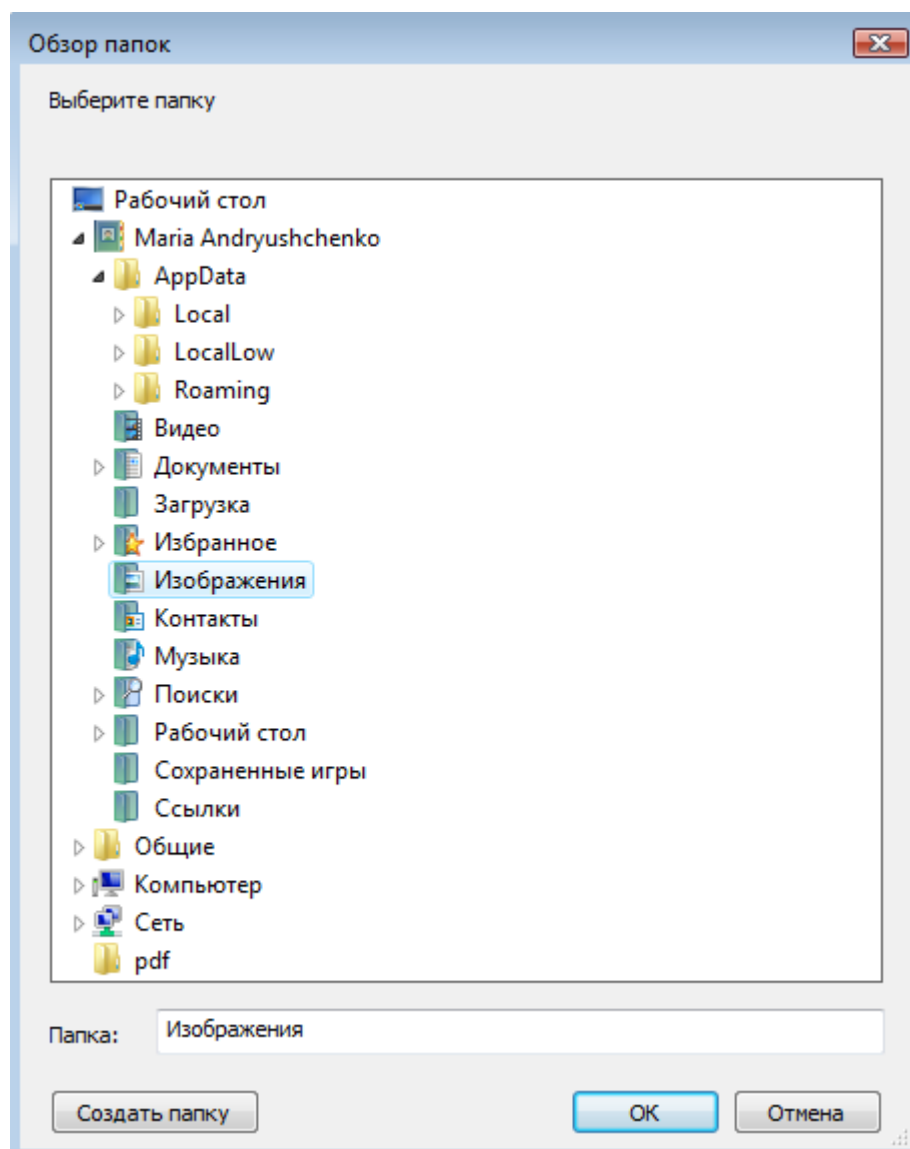 Обзор папок
Выберите папку
Рабочий стол
Maria Andryushchenko
AppData
Local
LocalLow
Roaming
Видео
Документы
Загрузка
Избранное
Изображения
Контакты
Музыка
Поиски
Рабочий стол
Сохраненные игры
Ссылки
Общие
Компьютер
Сеть
pdf
Папка: Изображения
Создать папку ОК Отмена